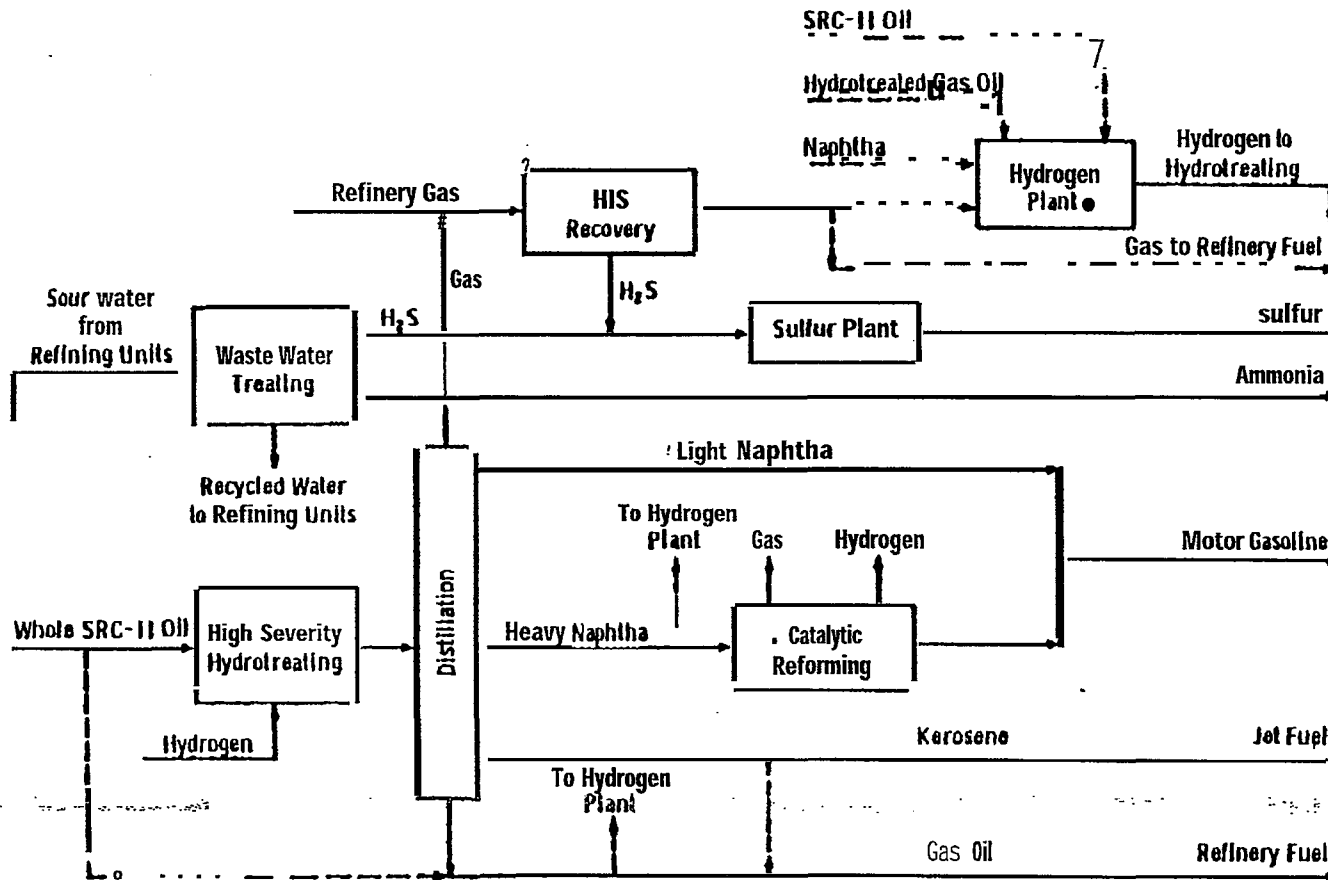 SRC-II Oil
Hydrotreated Gas Oil
Naphtha
Hydrogen
Plant
Hydrogen to
Hydrotreating
Refinery Gas
HIS
Recovery
Gas to Refinery Fuel
Gas
H₂S
Sour water
from
Refining Units
Waste Water
Treating
H₂S
Sulfur Plant
sulfur
Ammonia
Recycled Water
to Refining Units
Light Naphtha
To Hydrogen
Plant
Gas
Hydrogen
Motor Gasoline
Distillation
Whole SRC-II Oil
High Severity
Hydrotreating
Heavy Naphtha
Catalytic
Reforming
Hydrogen
Kerosene
Jet Fuel
To Hydrogen
Plant
Gas Oil
Refinery Fuel